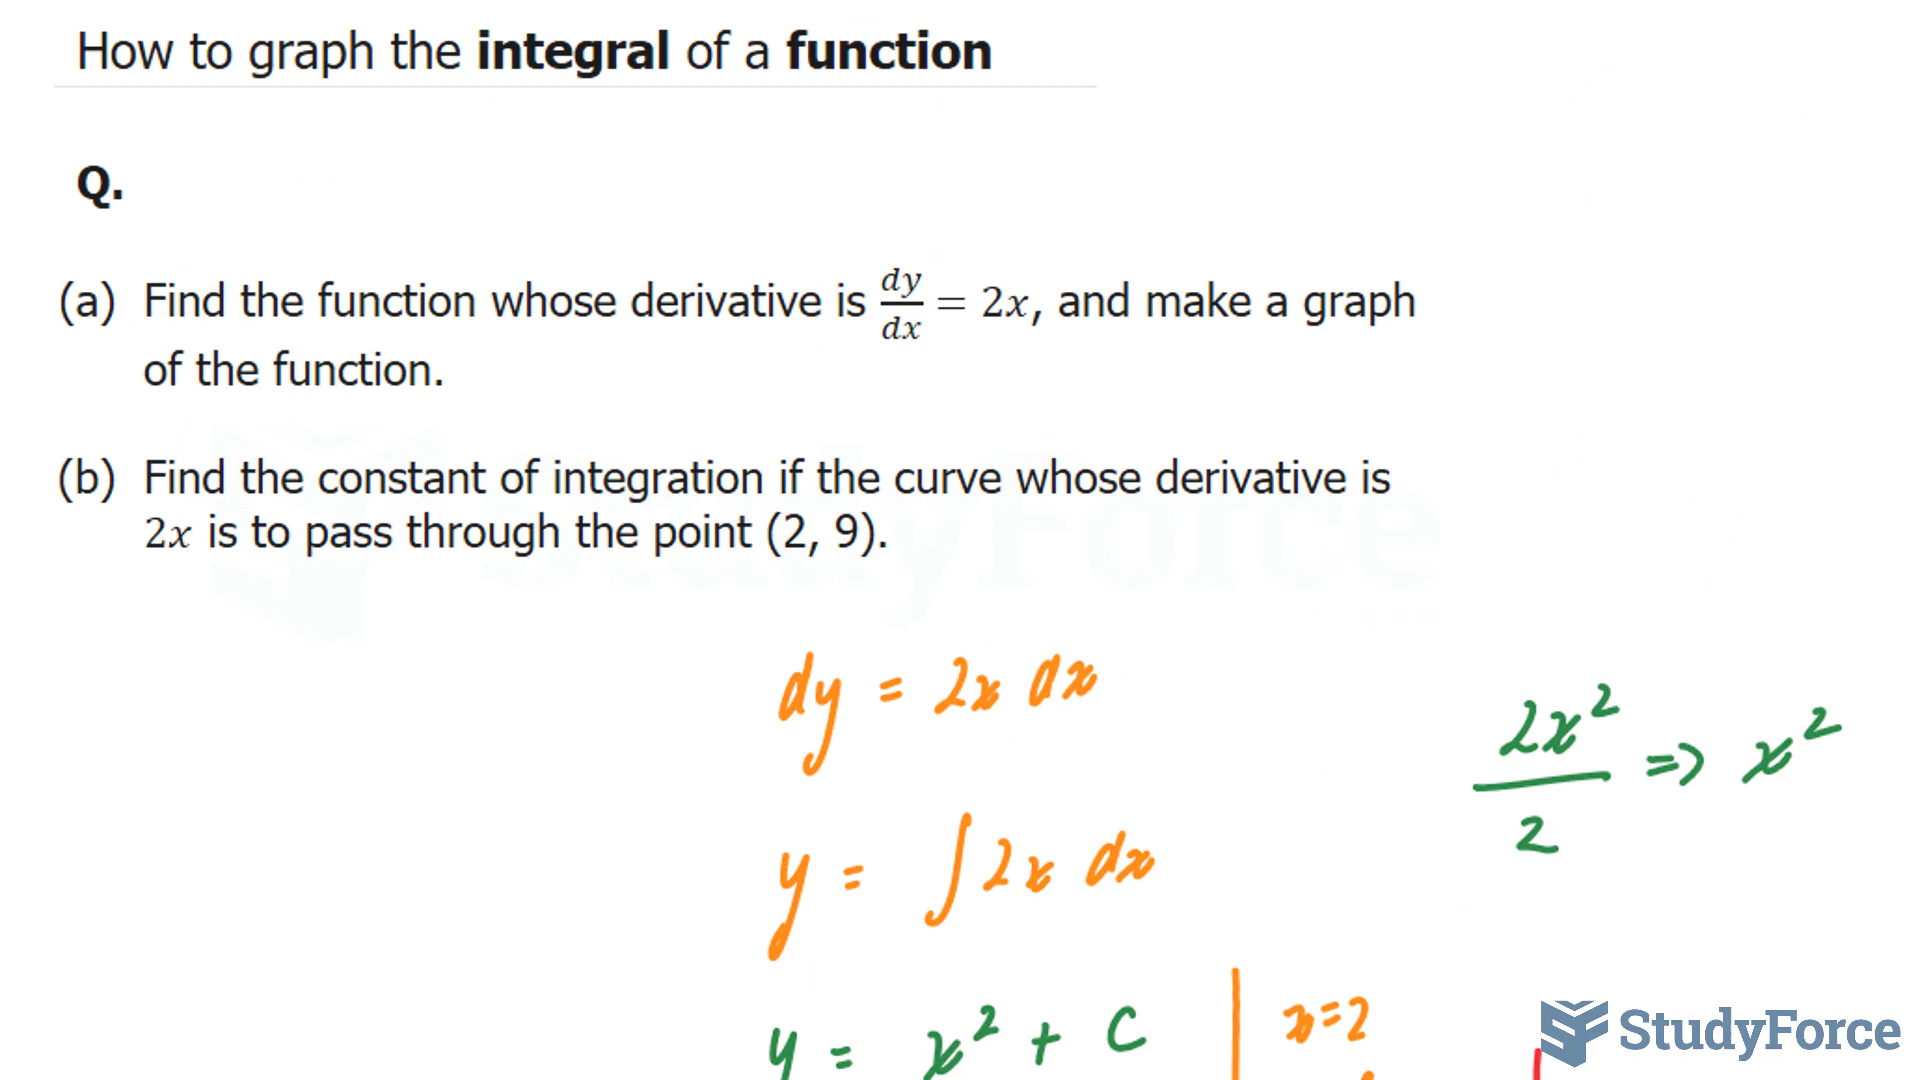 How to graph the integral of a function
Q.
(a) Find the function whose derivative is dy/dx = 2x, and make a graph
of the function.
(b) Find the constant of integration if the curve whose derivative is
2x is to pass through the point (2, 9).
StudyForce
dy = 2x dx
2x²/2 => x²
y = ∫ 2x dx
y = x² + C
x=2
StudyForce